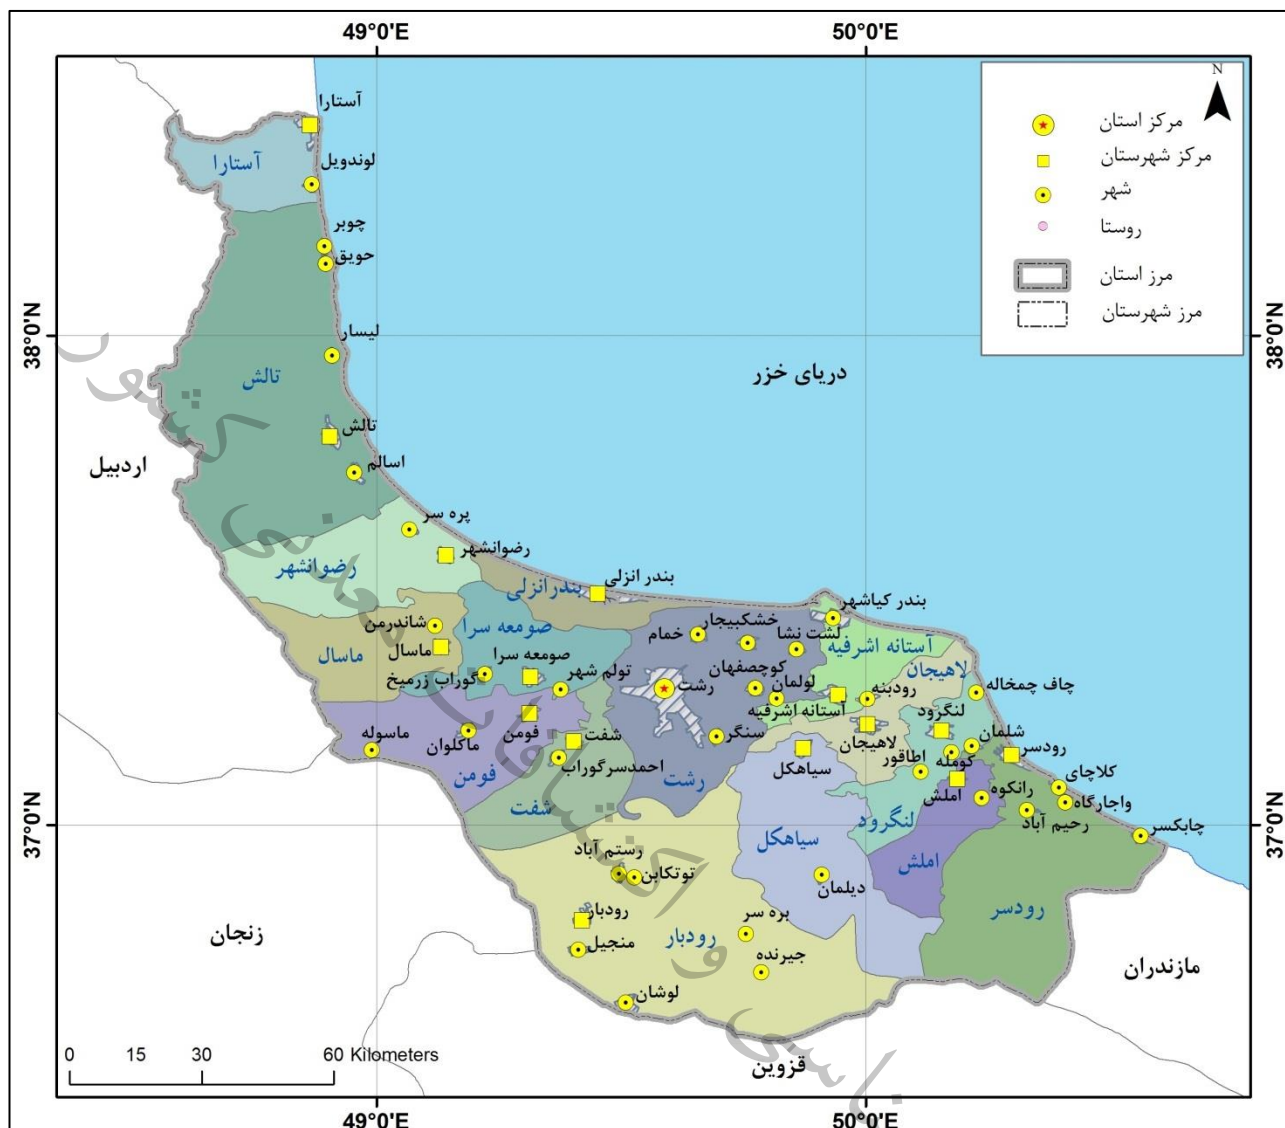 49°0'E
50°0'E
N
مرکز استان
مرکز شهرستان
شهر
روستا
مرز استان
مرز شهرستان
38°0'N
38°0'N
37°0'N
37°0'N
آستارا
آستارا
لوندویل
چوبر
حویق
لیسار
تالش
تالش
اسالم
دریای خزر
اردبیل
پره سر
رضوانشهر
رضوانشهر
بندر انزلی
بندرانزلی
شاندرمن
ماسال
ماسال
صومعه سرا
صومعه سرا
گوراب زرمیخ
تولم شهر
خمام
خشکبیجار
لشت نشا
بندر کیاشهر
آستانه اشرفیه
کوچصفهان
لولمان
رشت
آستانه اشرفیه
رودبنه
لاهیجان
چاف چمخاله
لنگرود
ماسوله
ماکلوان
فومن
شفت
سنگر
سیاهکل
لاهیجان
اطاقور
کومله
شلمان
رودسر
احمدسرگوراب
فومن
رشت
شفت
املش
رانکوه
کلاچای
واجارگاه
رحیم آباد
چابکسر
لنگرود
سیاهکل
املش
رودسر
رستم آباد
توتکابن
دیلمان
رودبار
منجیل
رودبار
بره سر
جیرنده
لوشان
زنجان
مازندران
قزوین
0 15 30 60 Kilometers
49°0'E
50°0'E
سازمان زمین شناسی و اکتشافات معدنی کشور